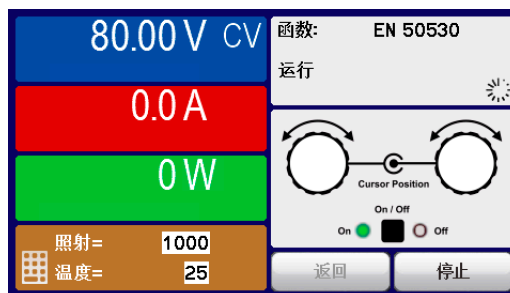 80.00 V CV
0.0 A
0 W
照射= 1000
温度= 25
函数: EN 50530
运行
Cursor Position
On / Off
On Off
返回 停止